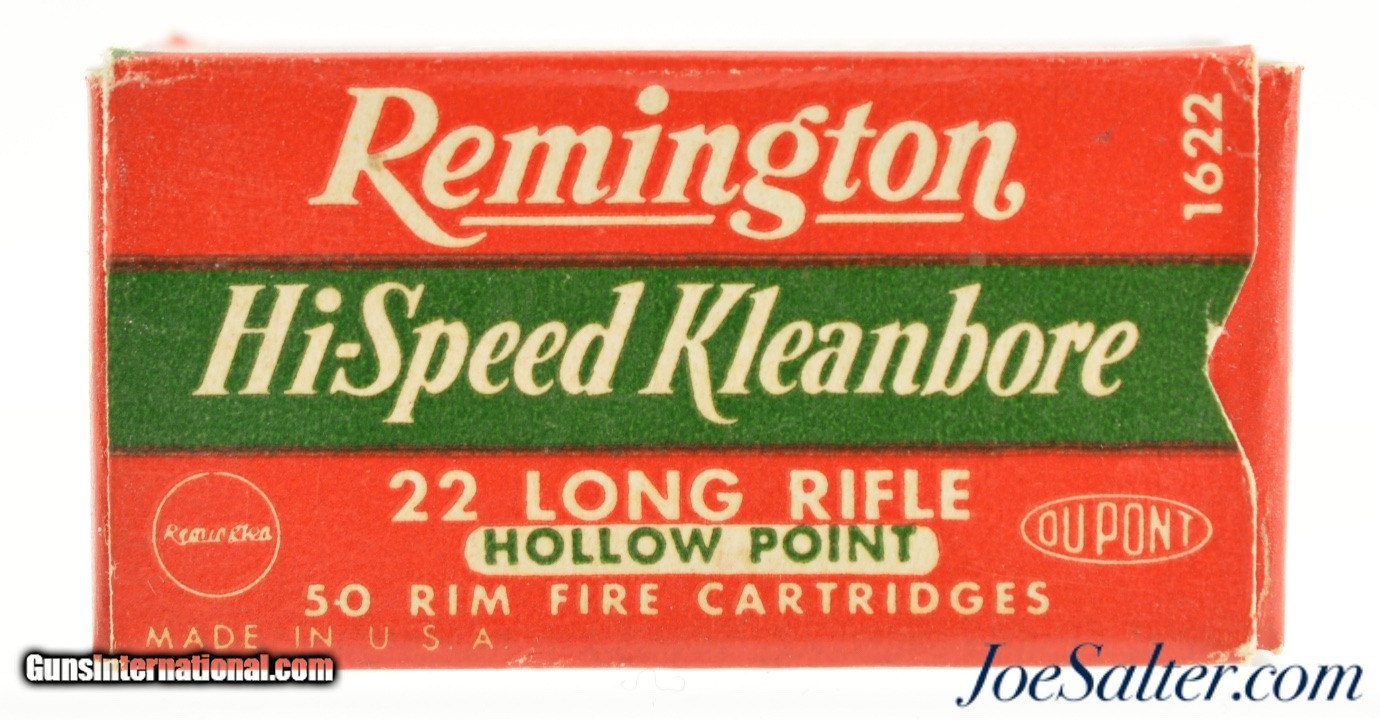 Remington
1622
Hi-Speed Kleanbore
22 LONG RIFLE
HOLLOW POINT
Remington
DU PONT
50 RIM FIRE CARTRIDGES
MADE IN U.S.A
GunsInternational.com
JoeSalter.com